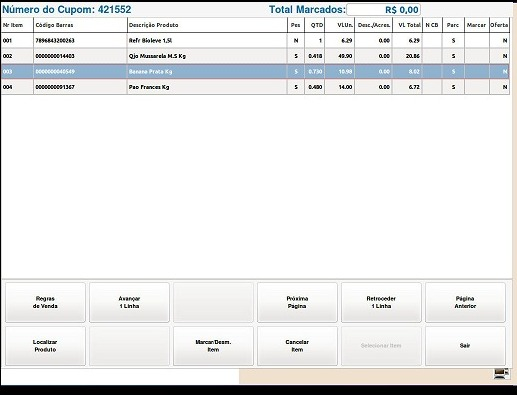 Número do Cupom: 421552 Total Marcados: R$ 0,00
Nr Item Código Barras Descrição Produto Pes QTD Vl.Un. Desc./Acres. Vl Total N CB Parc Marcar Oferta
001 7896843200263 Refr Bioleve 1,5l N 1 6.29 0.00 6.29 S N
002 0000000014403 Qjo Mussarela M.S Kg S 0.418 49.90 0.00 20.86 S N
003 0000000040549 Banana Prata Kg S 0.730 10.98 0.00 8.02 S N
004 0000000091367 Pao Frances Kg S 0.480 14.00 0.00 6.72 S N
Regras de Venda
Avançar 1 Linha
Próxima Página
Retroceder 1 Linha
Página Anterior
Localizar Produto
Marcar/Desm. Item
Cancelar Item
Selecionar Item
Sair